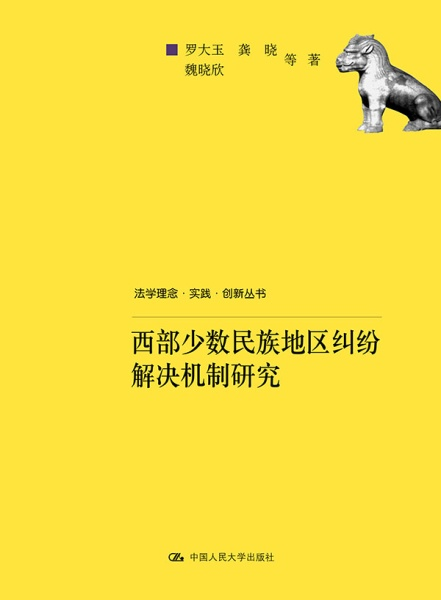 罗大玉 龚 晓
魏晓欣
等 著
法学理念·实践·创新丛书
西部少数民族地区纠纷
解决机制研究
中国人民大学出版社